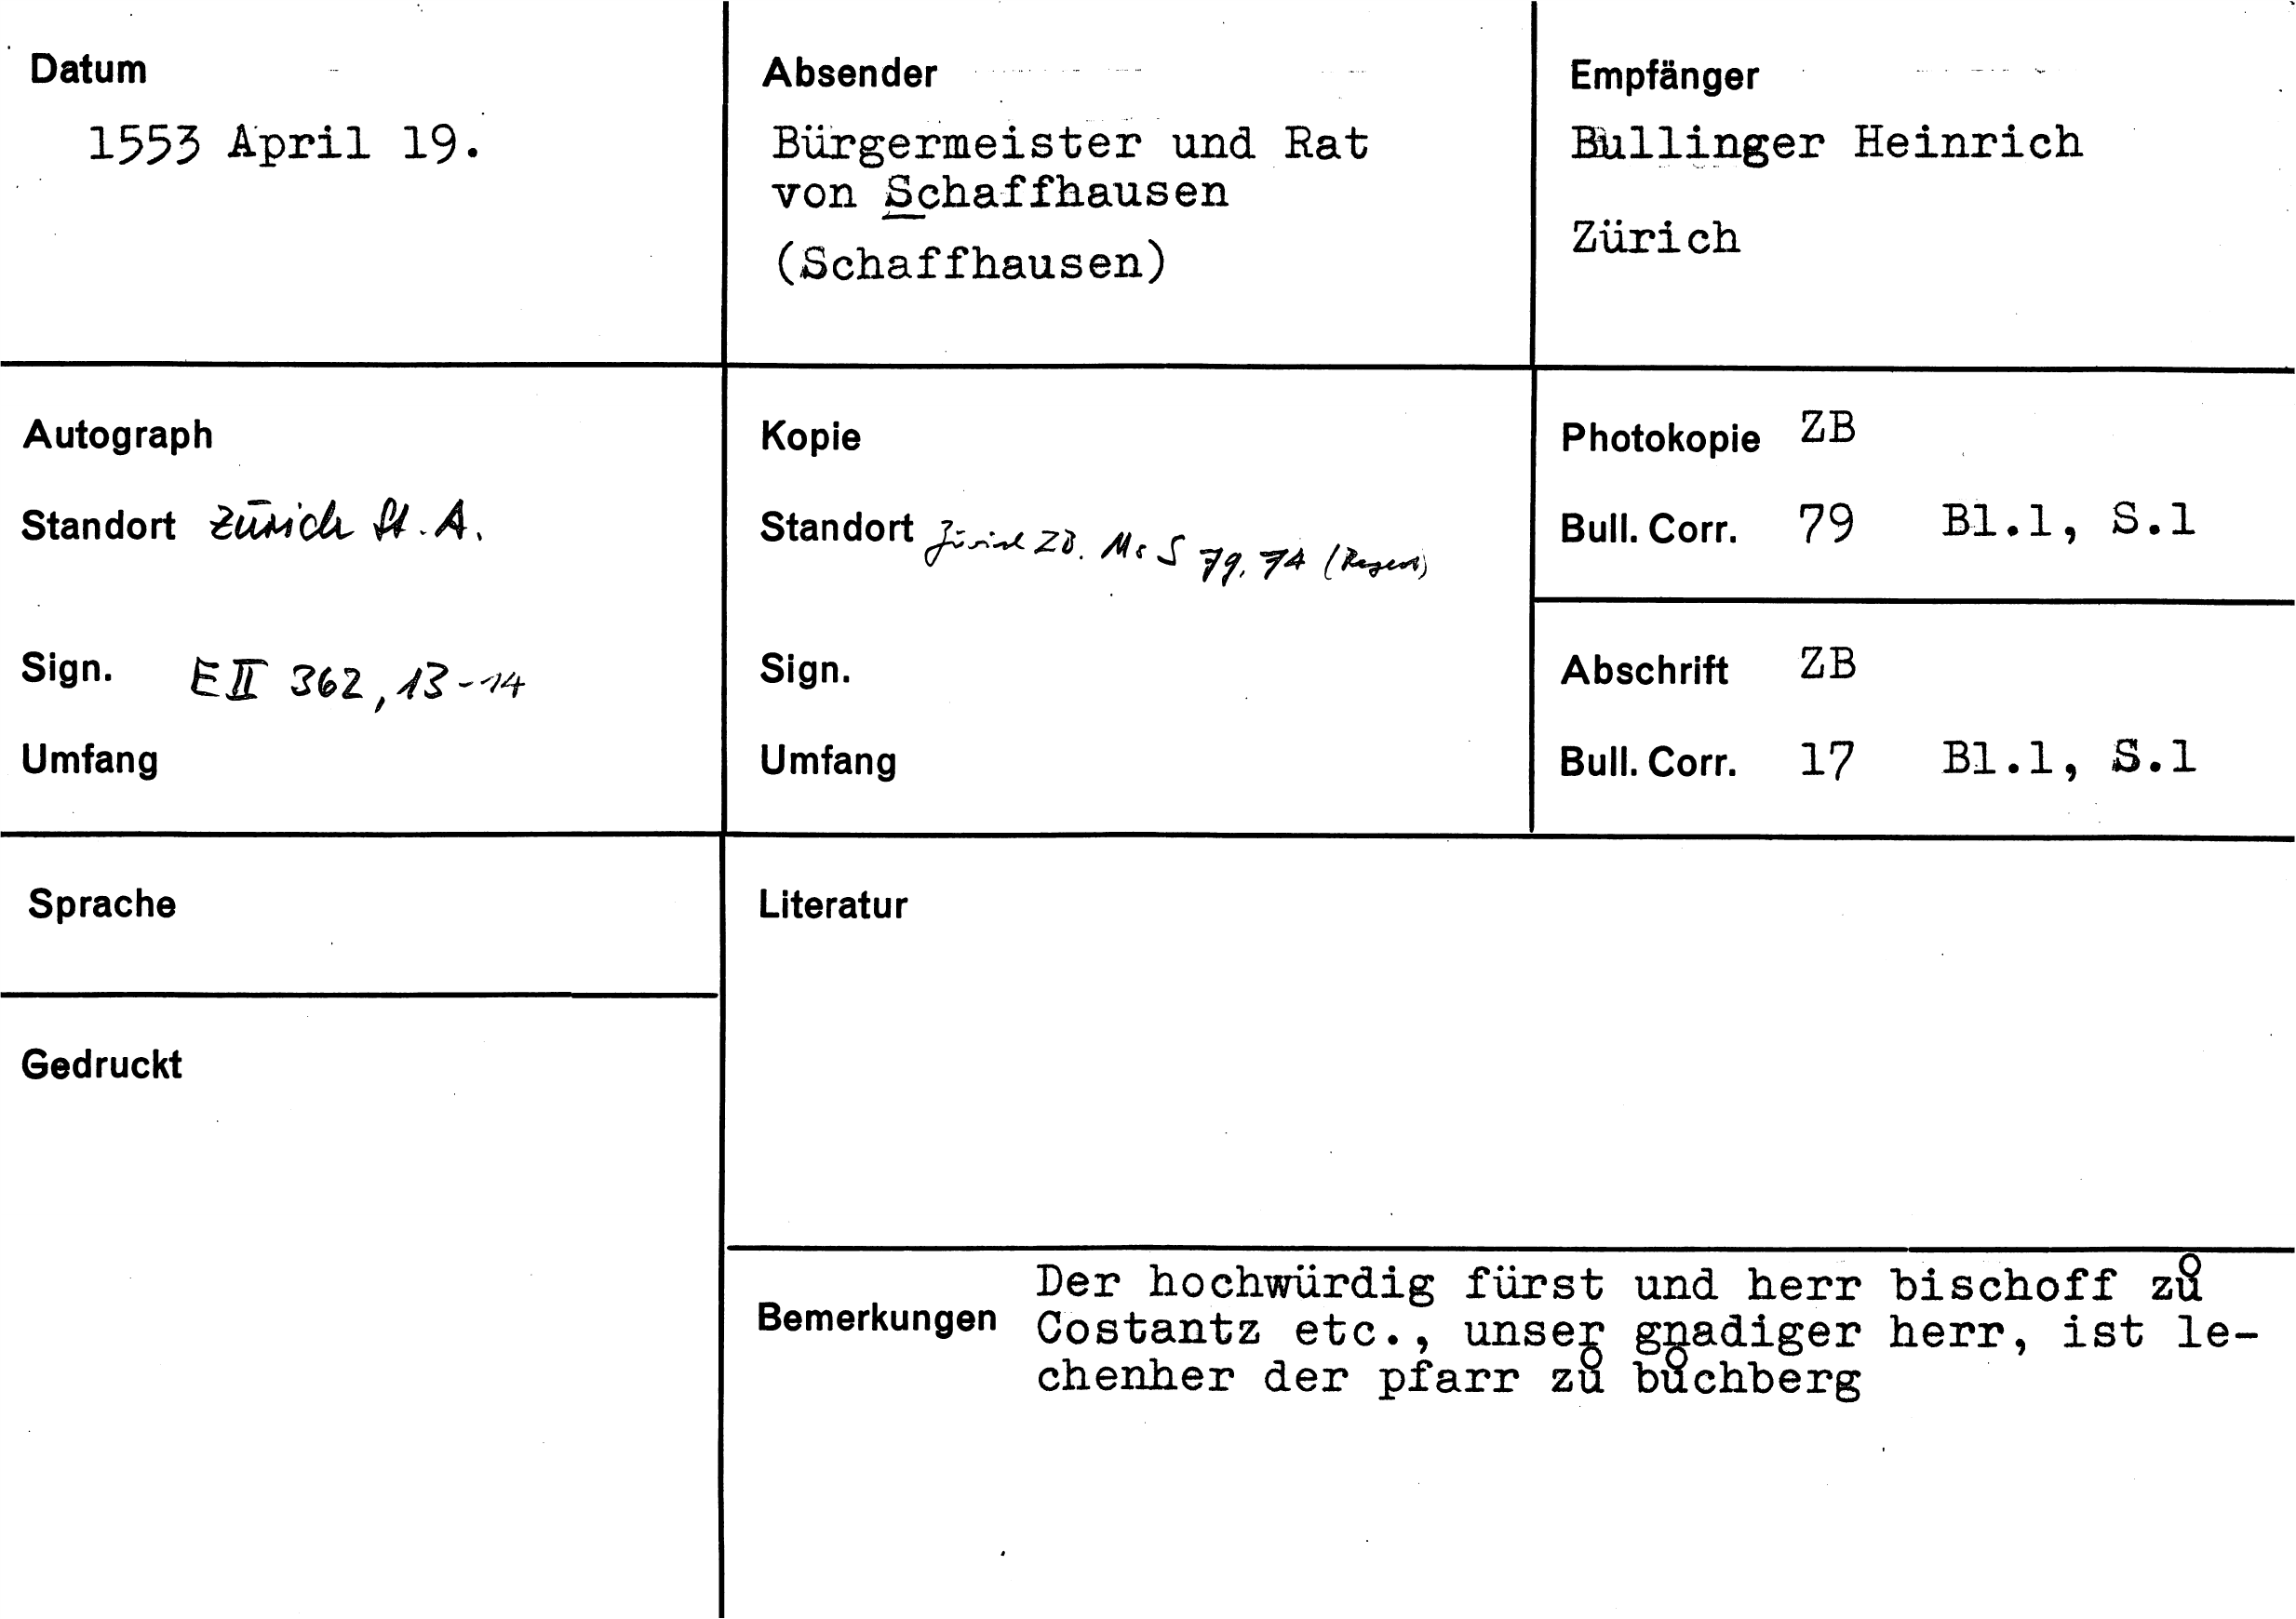 Datum
1553 April 19.
Absender
Bürgermeister und Rat
von Schaffhausen
(Schaffhausen)
Empfänger
Bullinger Heinrich
Zürich
Autograph
Standort Zürich St. A.
Sign. E II 362, 13-14
Umfang
Kopie
Standort Zürich ZB. Ms S 79, 74 (Regest)
Sign.
Umfang
Photokopie ZB
Bull. Corr. 79 Bl.1, S.1
Abschrift ZB
Bull. Corr. 17 Bl.1, S.1
Sprache
Gedruckt
Literatur
Bemerkungen
Der hochwürdig fürst und herr bischoff zů
Costantz etc., unser gnadiger herr, ist le-
chenher der pfarr zů bůchberg